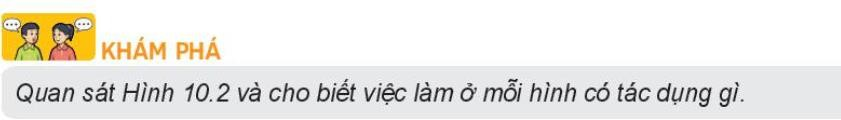 KHÁM PHÁ
Quan sát Hình 10.2 và cho biết việc làm ở mỗi hình có tác dụng gì.